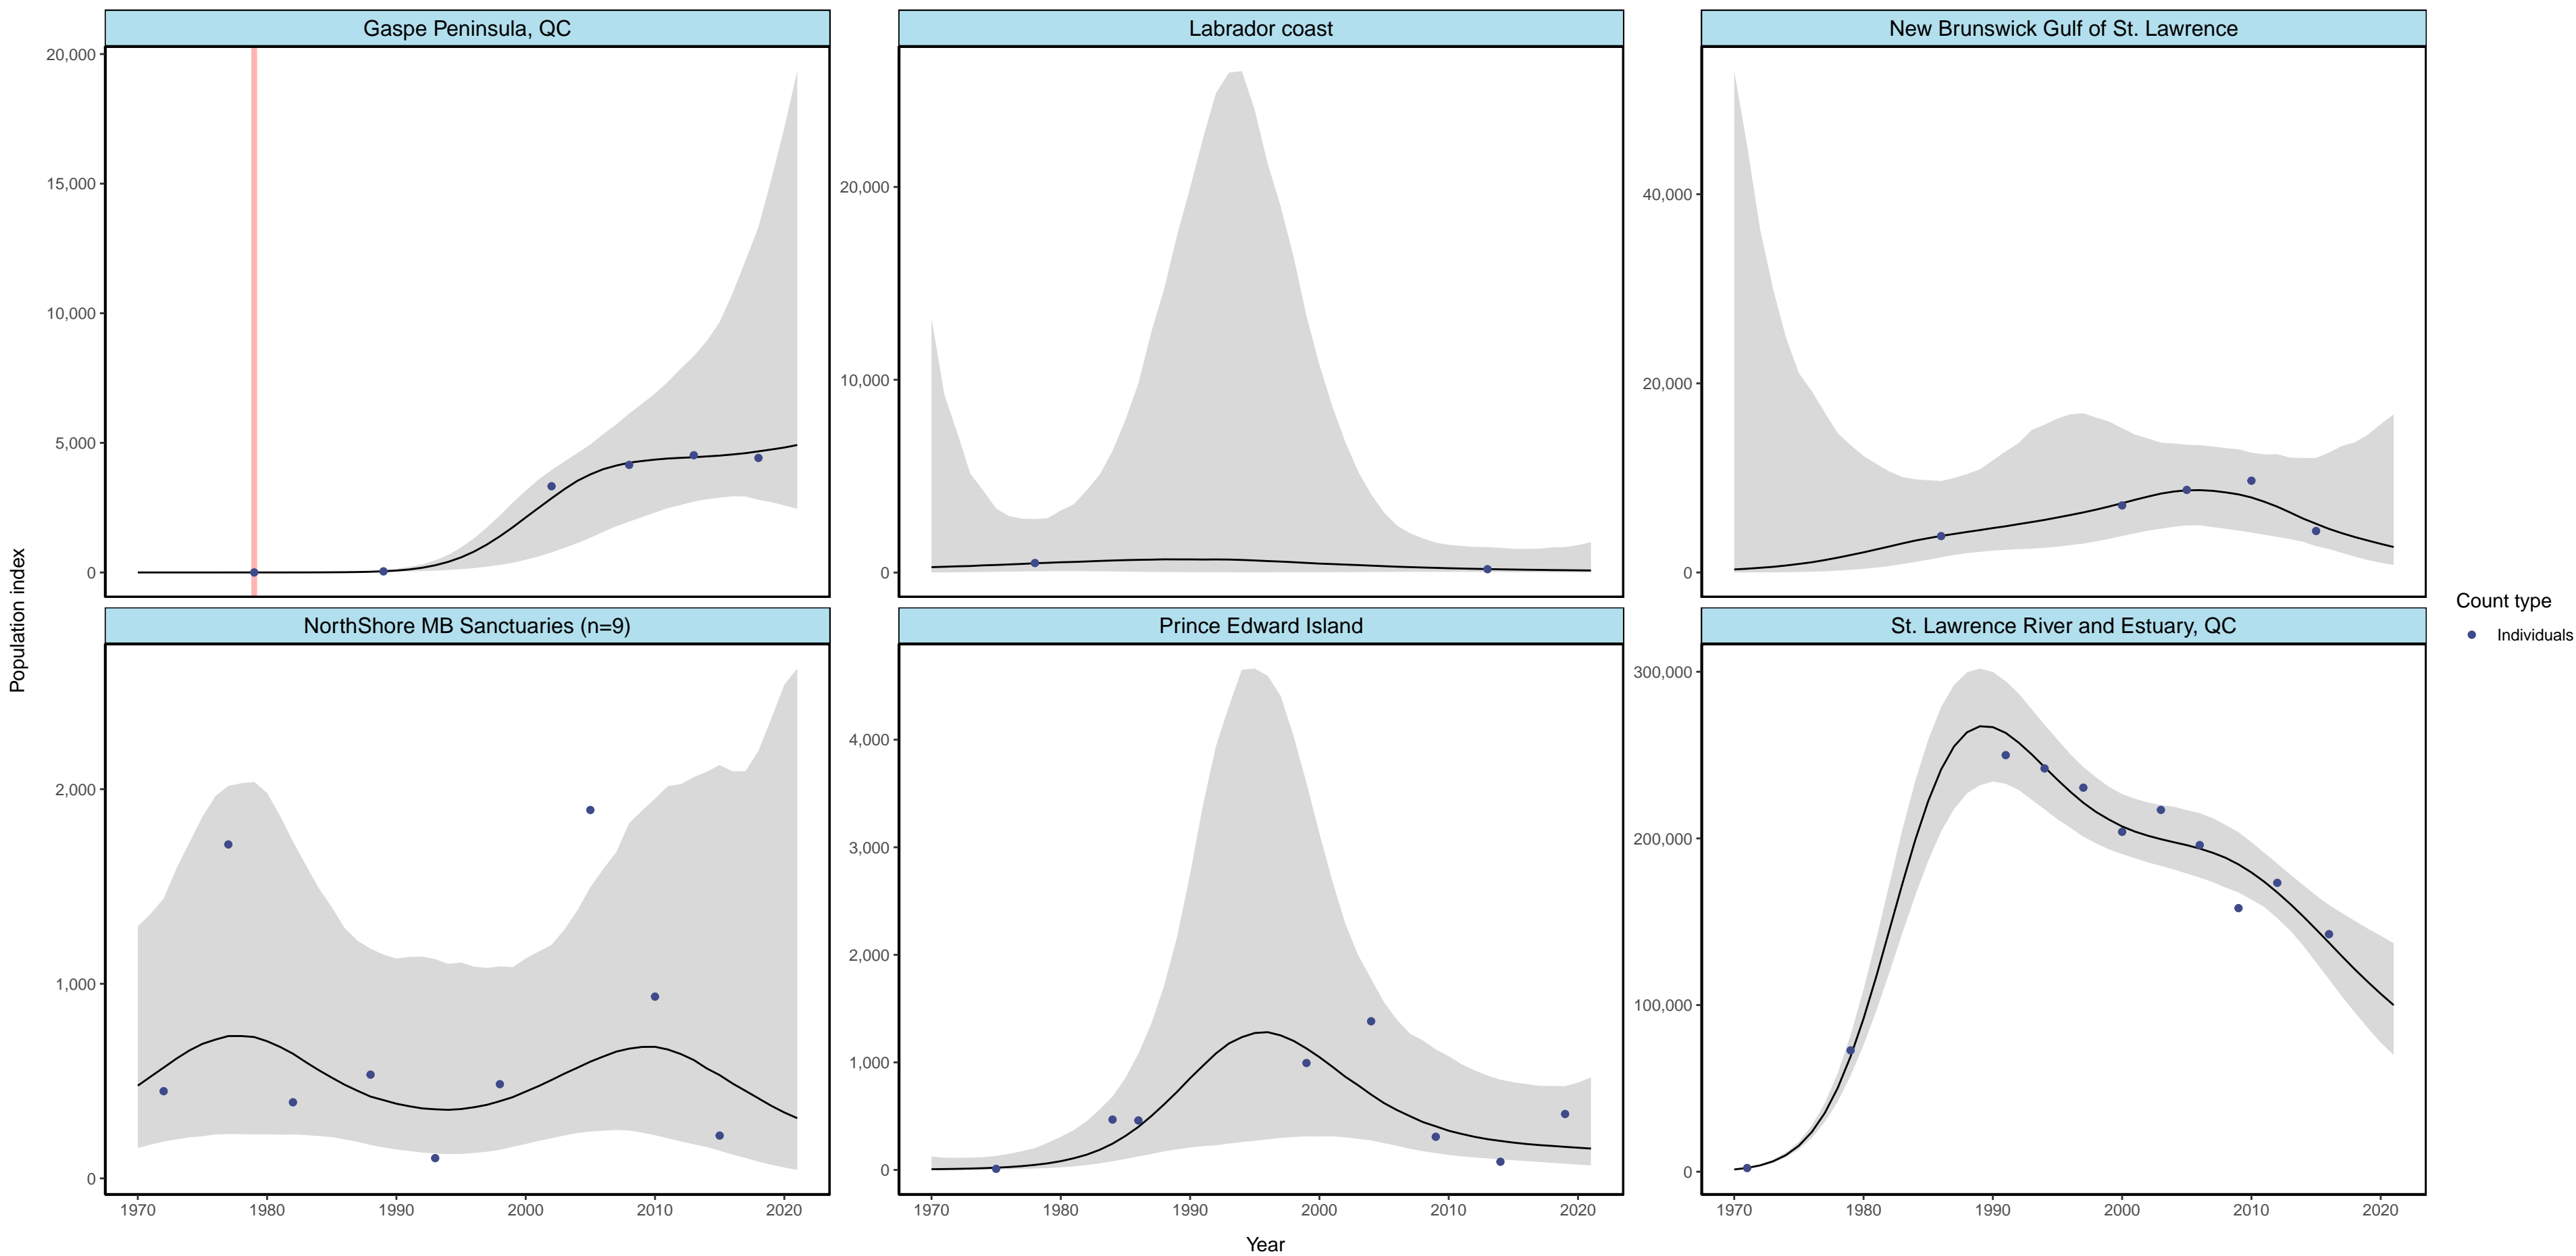 Gaspe Peninsula, QC
Labrador coast
New Brunswick Gulf of St. Lawrence
20,000
15,000
10,000
5,000
0
20,000
10,000
0
40,000
20,000
0
Population index
NorthShore MB Sanctuaries (n=9)
Prince Edward Island
St. Lawrence River and Estuary, QC
Count type
Individuals
2,000
1,000
0
4,000
3,000
2,000
1,000
0
300,000
200,000
100,000
0
1970 1980 1990 2000 2010 2020
1970 1980 1990 2000 2010 2020
1970 1980 1990 2000 2010 2020
Year